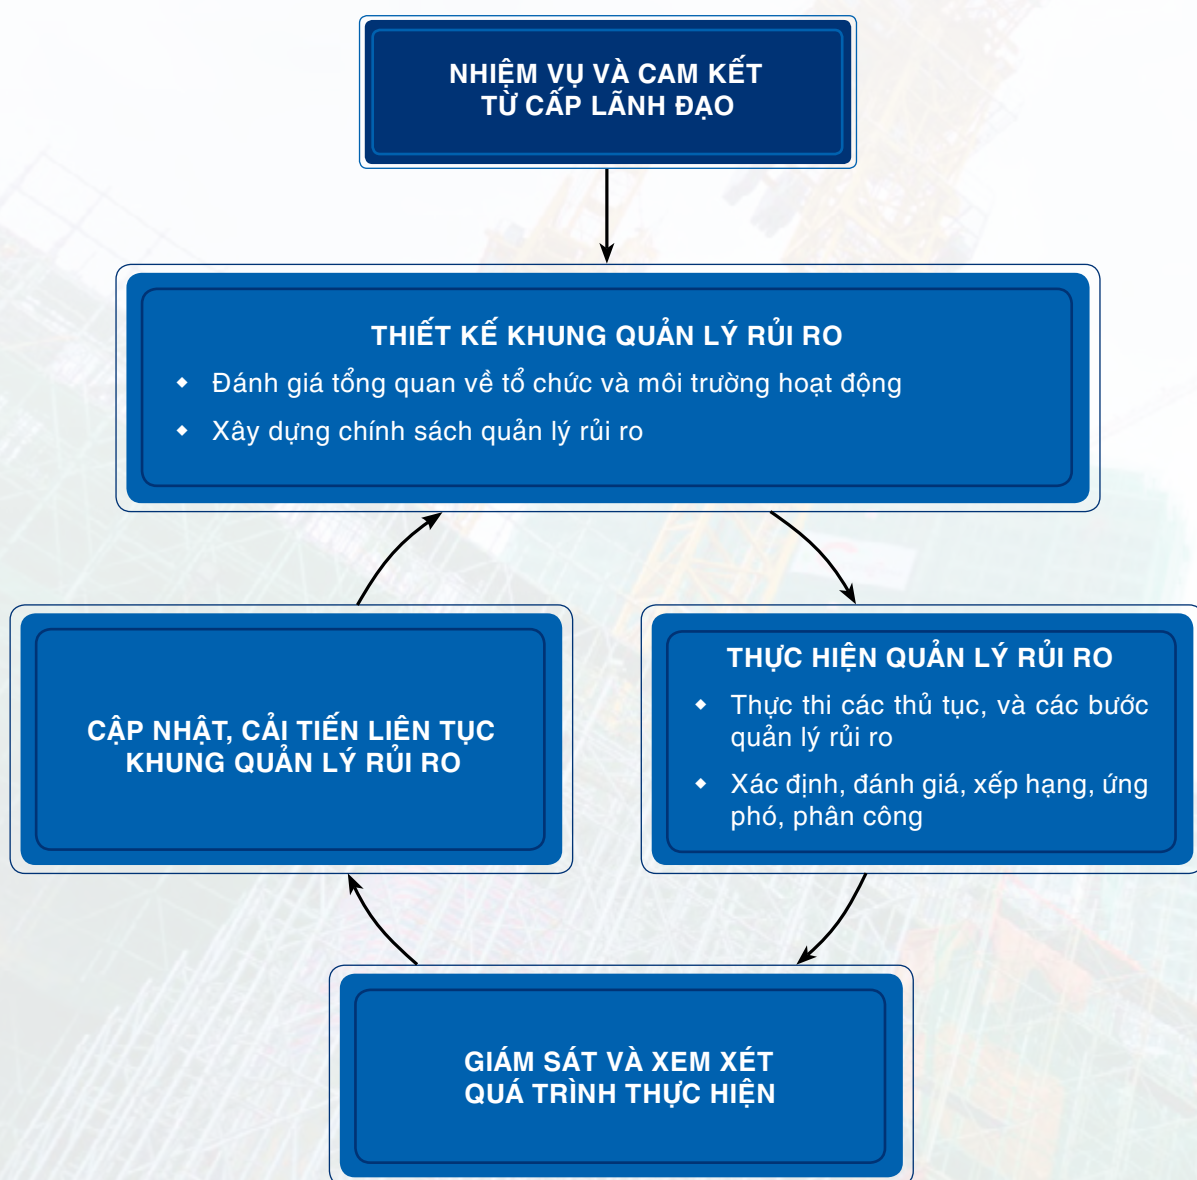 NHIỆM VỤ VÀ CAM KẾT
TỪ CẤP LÃNH ĐẠO
THIẾT KẾ KHUNG QUẢN LÝ RỦI RO
◆ Đánh giá tổng quan về tổ chức và môi trường hoạt động
◆ Xây dựng chính sách quản lý rủi ro
CẬP NHẬT, CẢI TIẾN LIÊN TỤC
KHUNG QUẢN LÝ RỦI RO
THỰC HIỆN QUẢN LÝ RỦI RO
◆ Thực thi các thủ tục, và các bước
quản lý rủi ro
◆ Xác định, đánh giá, xếp hạng, ứng
phó, phân công
GIÁM SÁT VÀ XEM XÉT
QUÁ TRÌNH THỰC HIỆN